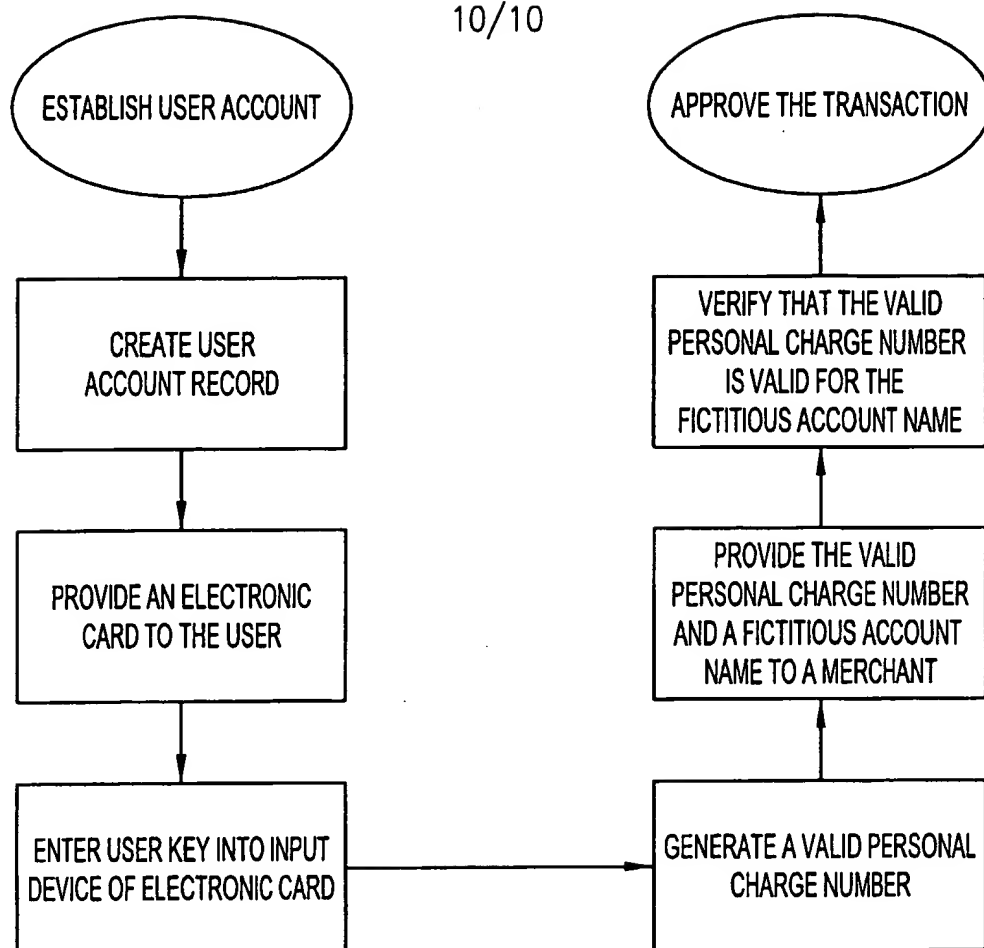 10/10
ESTABLISH USER ACCOUNT
CREATE USER
ACCOUNT RECORD
PROVIDE AN ELECTRONIC
CARD TO THE USER
ENTER USER KEY INTO INPUT
DEVICE OF ELECTRONIC CARD
GENERATE A VALID PERSONAL
CHARGE NUMBER
PROVIDE THE VALID
PERSONAL CHARGE NUMBER
AND A FICTITIOUS ACCOUNT
NAME TO A MERCHANT
VERIFY THAT THE VALID
PERSONAL CHARGE NUMBER
IS VALID FOR THE
FICTITIOUS ACCOUNT NAME
APPROVE THE TRANSACTION